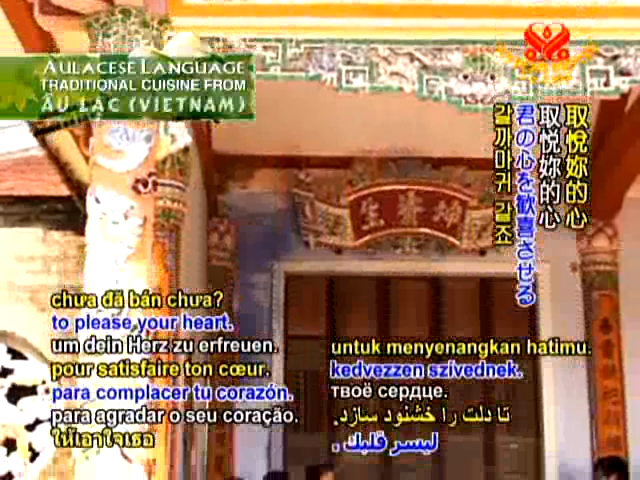 AULACESE LANGUAGE
TRADITIONAL CUISINE FROM
ÂU LẠC (VIETNAM)
取悅妳的心
取悦妳的心
君の心を歓喜させる
갈까마귀 갈죠
chưa đã bán chưa?
to please your heart.
um dein Herz zu erfreuen.
pour satisfaire ton cœur.
para complacer tu corazón.
para agradar o seu coração.
ให้เอาใจเธอ
untuk menyenangkan hatimu.
kedvezzen szívednek.
твоё сердце.
تا دلت را خشنود سازد.
ليسر قلبك .